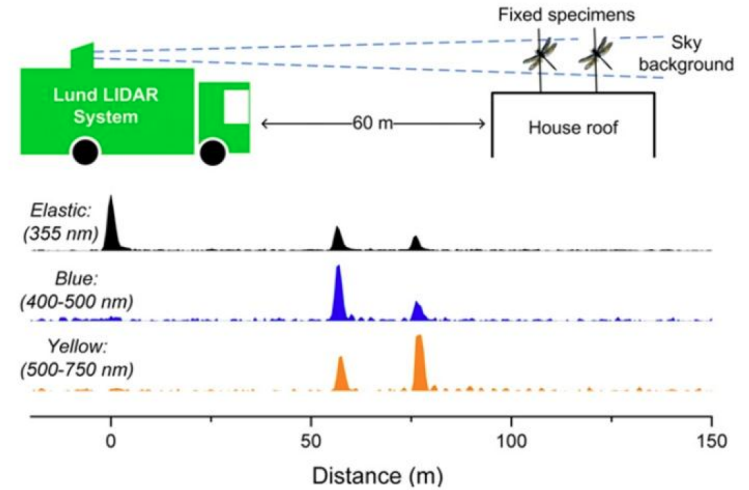 Fixed specimens
Sky
background
Lund LIDAR
System
60 m
House roof
Elastic:
(355 nm)
Blue:
(400-500 nm)
Yellow:
(500-750 nm)
0 50 100 150
Distance (m)